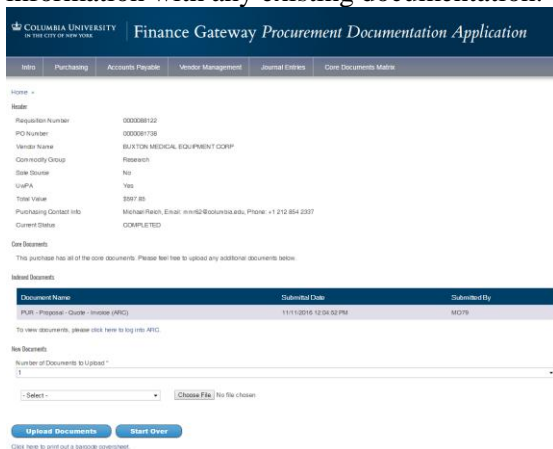 information with any existing documentation.
COLUMBIA UNIVERSITY
IN THE CITY OF NEW YORK
Finance Gateway Procurement Documentation Application
Intro Purchasing Accounts Payable Vendor Management Journal Entries Core Documents Matrix
Home »
Header
Requisition Number 0000088122
PO Number 0000081738
Vendor Name BUXTON MEDICAL EQUIPMENT CORP
Commodity Group Research
Sole Source No
UwPA Yes
Total Value $597.85
Purchasing Contact Info Michael Reich, Email: mmr62@columbia.edu, Phone: +1 212 854 2337
Current Status COMPLETED
Core Documents
This purchase has all of the core documents. Please feel free to upload any additional documents below.
Indexed Documents
Document Name Submittal Date Submitted By
PUR - Proposal - Quote - Invoice (ARC) 11/11/2016 12:04:52 PM MO79
To view documents, please click here to log into ARC.
New Documents
Number of Documents to Upload *
1
- Select - Choose File No file chosen
Upload Documents Start Over
Click here to print out a barcode coversheet.